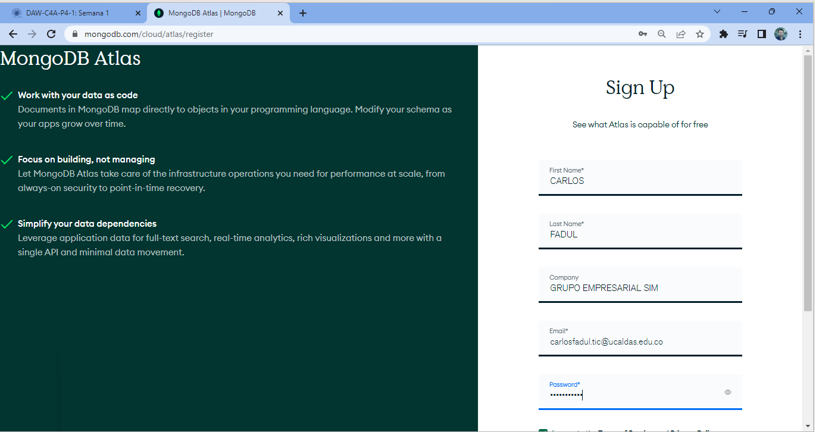 DAW-C4A-P4-1: Semana 1
MongoDB Atlas | MongoDB
mongodb.com/cloud/atlas/register
MongoDB Atlas
Work with your data as code
Documents in MongoDB map directly to objects in your programming language. Modify your schema as
your apps grow over time.
Focus on building, not managing
Let MongoDB Atlas take care of the infrastructure operations you need for performance at scale, from
always-on security to point-in-time recovery.
Simplify your data dependencies
Leverage application data for full-text search, real-time analytics, rich visualizations and more with a
single API and minimal data movement.
Sign Up
See what Atlas is capable of for free
First Name*
CARLOS
Last Name*
FADUL
Company
GRUPO EMPRESARIAL SIM
Email*
carlosfadul.tic@ucaldas.edu.co
Password*
•••••••••••